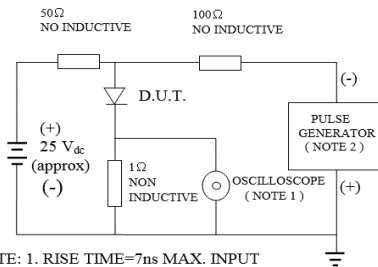 50Ω
NO INDUCTIVE
100Ω
NO INDUCTIVE
D.U.T.
(-)
PULSE
GENERATOR
( NOTE 2 )
(+)
25 Vdc
(approx)
(-)
1Ω
NON
INDUCTIVE
OSCILLOSCOPE
( NOTE 1 )
(+)
TE: 1. RISE TIME=7ns MAX. INPUT